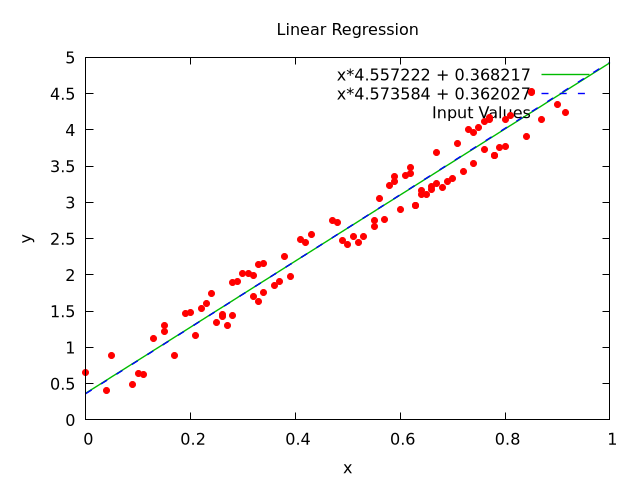 Linear Regression
x*4.557222 + 0.368217
x*4.573584 + 0.362027
Input Values
y
5
4.5
4
3.5
3
2.5
2
1.5
1
0.5
0
0 0.2 0.4 0.6 0.8 1
x